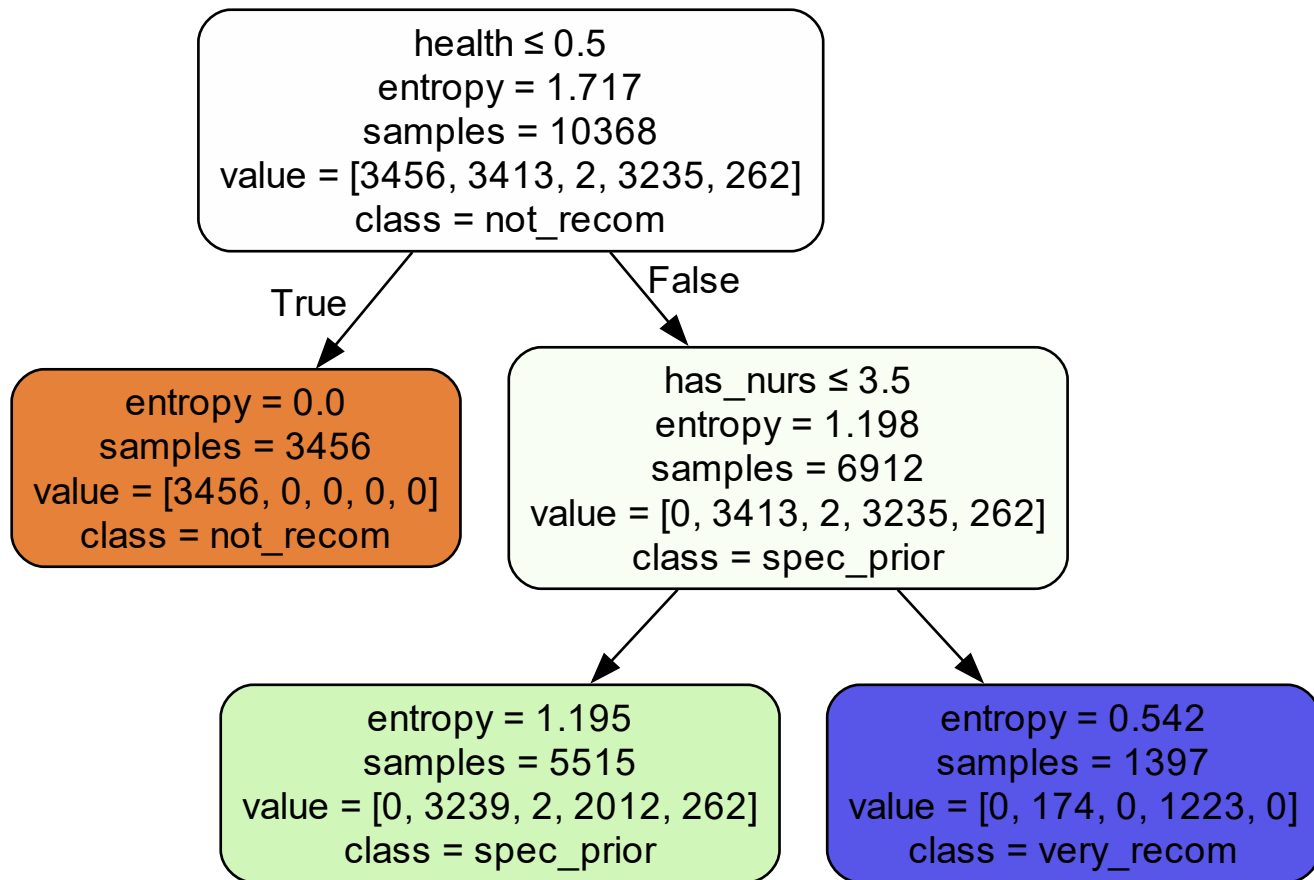 health ≤ 0.5
entropy = 1.717
samples = 10368
value = [3456, 3413, 2, 3235, 262]
class = not_recom
True
False
entropy = 0.0
samples = 3456
value = [3456, 0, 0, 0, 0]
class = not_recom
has_nurs ≤ 3.5
entropy = 1.198
samples = 6912
value = [0, 3413, 2, 3235, 262]
class = spec_prior
entropy = 1.195
samples = 5515
value = [0, 3239, 2, 2012, 262]
class = spec_prior
entropy = 0.542
samples = 1397
value = [0, 174, 0, 1223, 0]
class = very_recom